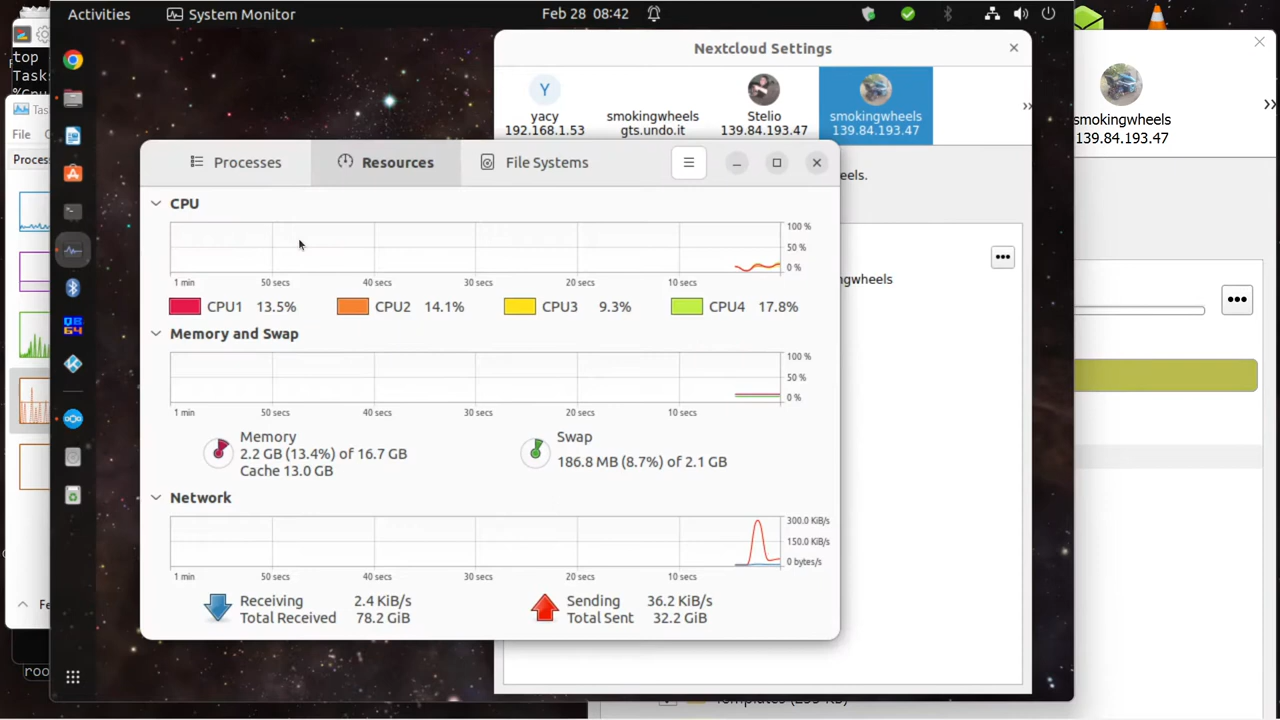 Activities
System Monitor
Feb 28 08:42
top
Tasks
%Cpu
Tas
File
Proces
Fe
roo
Nextcloud Settings
Y
yacy
192.168.1.53
smokingwheels
gts.undo.it
Stelio
139.84.193.47
smokingwheels
139.84.193.47
»
smokingwheels
139.84.193.47
»
eels.
ngwheels
Processes
Resources
File Systems
CPU
100 %
50 %
0 %
1 min
50 secs
40 secs
30 secs
20 secs
10 secs
CPU1 13.5%
CPU2 14.1%
CPU3 9.3%
CPU4 17.8%
Memory and Swap
100 %
50 %
0 %
1 min
50 secs
40 secs
30 secs
20 secs
10 secs
Memory
2.2 GB (13.4%) of 16.7 GB
Cache 13.0 GB
Swap
186.8 MB (8.7%) of 2.1 GB
Network
300.0 KiB/s
150.0 KiB/s
0 bytes/s
1 min
50 secs
40 secs
30 secs
20 secs
10 secs
Receiving 2.4 KiB/s
Total Received 78.2 GiB
Sending 36.2 KiB/s
Total Sent 32.2 GiB
QB
64